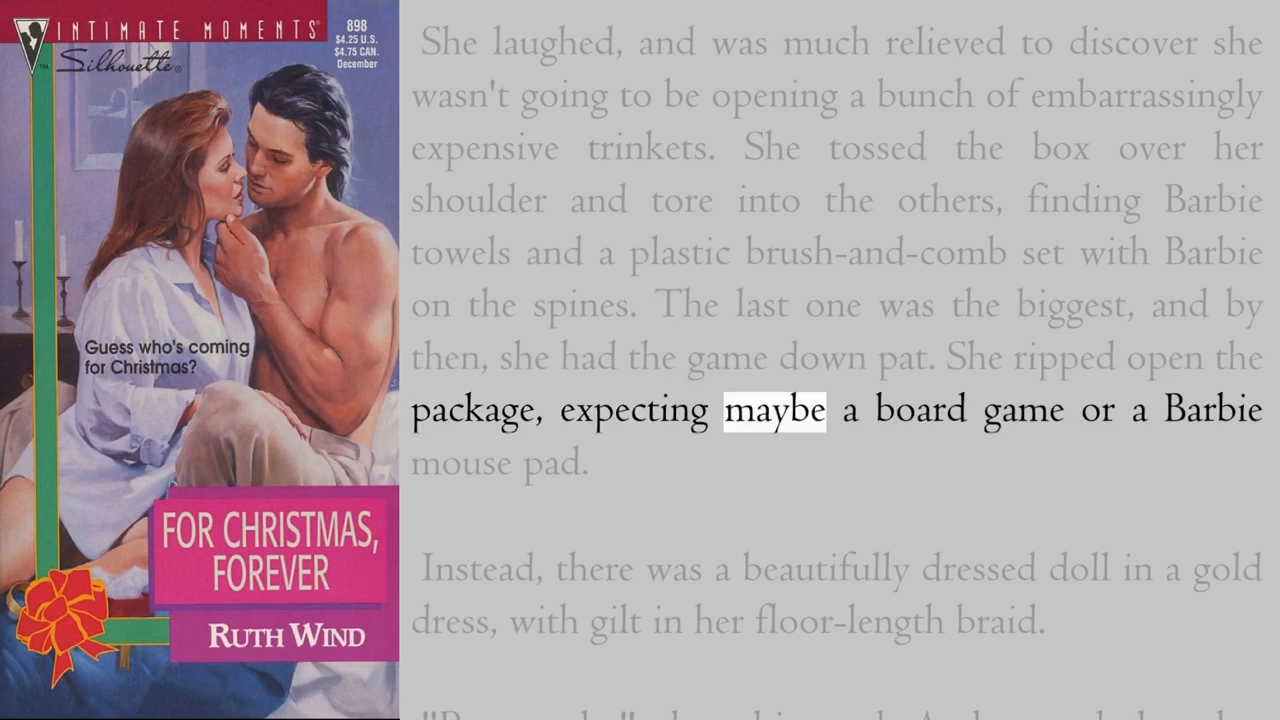 INTIMATE MOMENTS®
898
$4.25 U.S.
$4.75 CAN.
December
™
Silhouette®
Guess who's coming
for Christmas?
FOR CHRISTMAS,
FOREVER
RUTH WIND
She laughed, and was much relieved to discover she
wasn't going to be opening a bunch of embarrassingly
expensive trinkets. She tossed the box over her
shoulder and tore into the others, finding Barbie
towels and a plastic brush-and-comb set with Barbie
on the spines. The last one was the biggest, and by
then, she had the game down pat. She ripped open the
package, expecting maybe a board game or a Barbie
mouse pad.
Instead, there was a beautifully dressed doll in a gold
dress, with gilt in her floor-length braid.